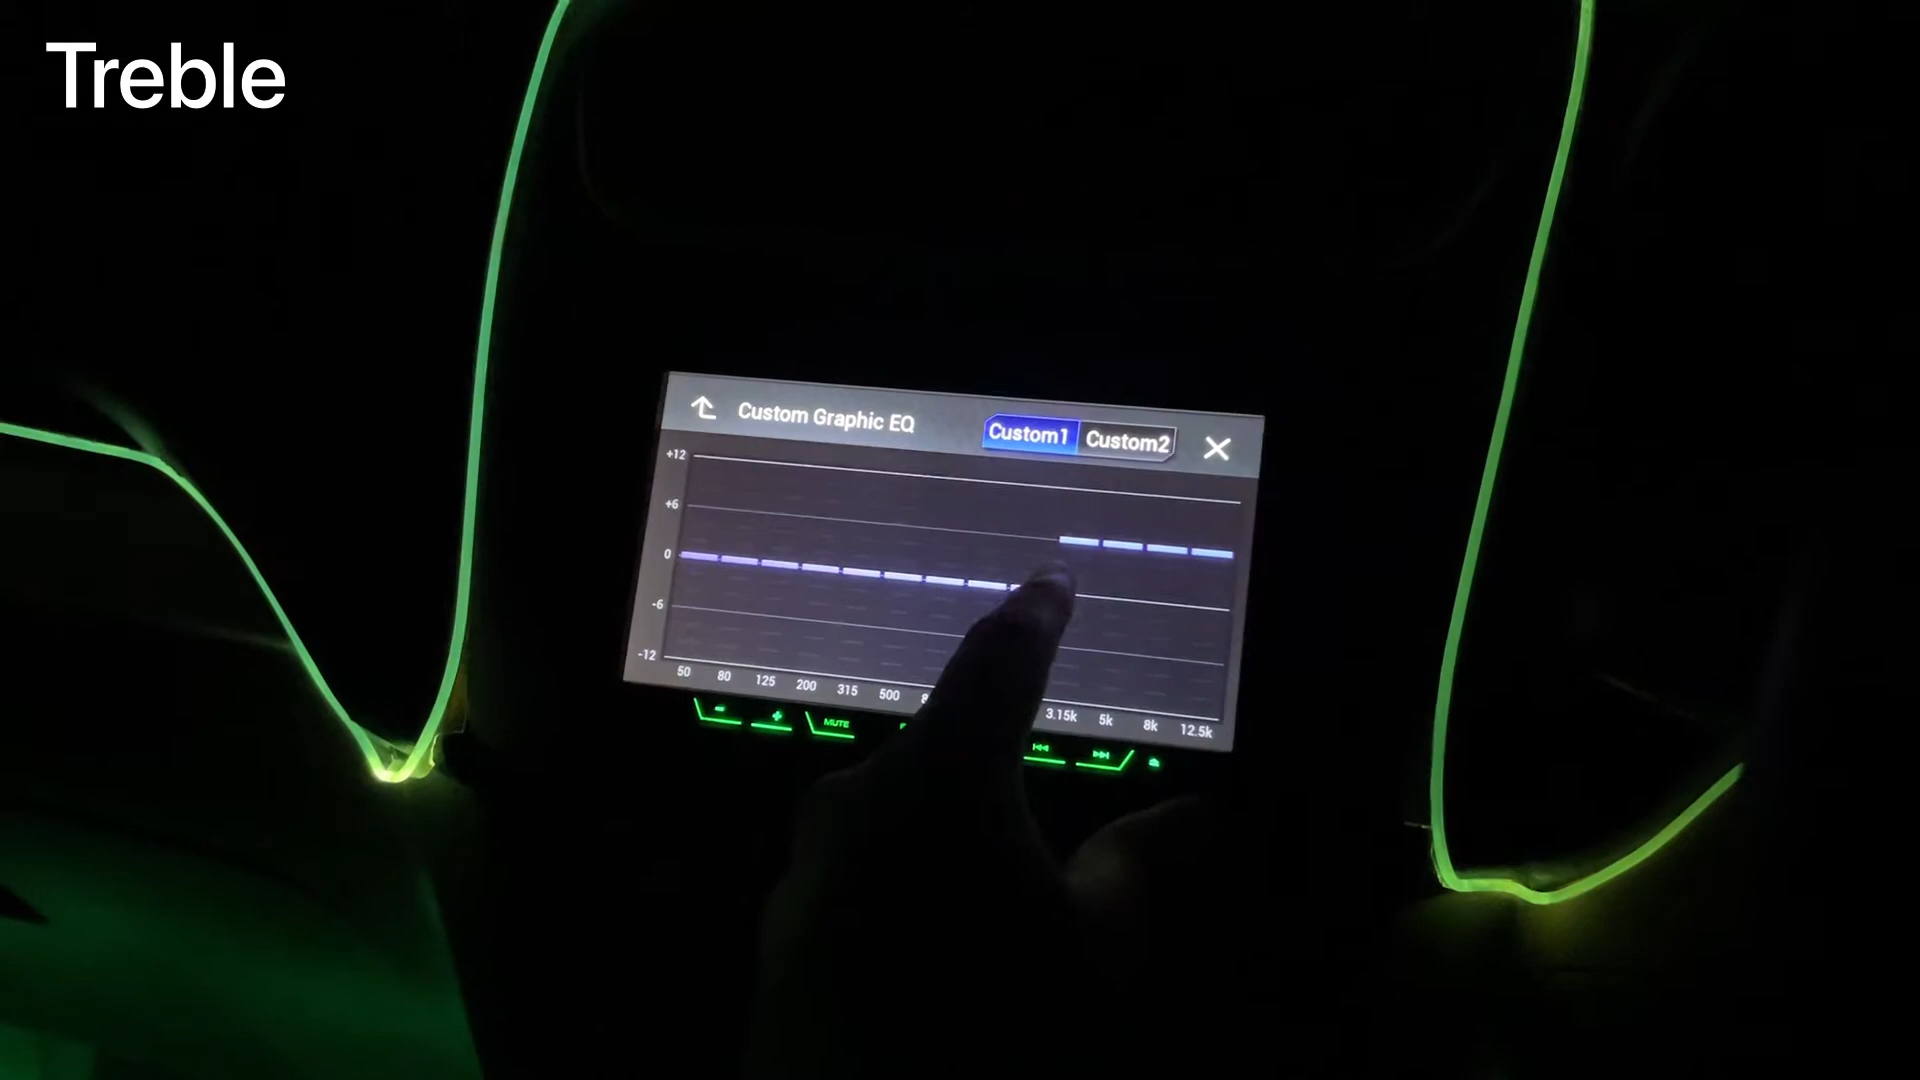 Treble
Custom Graphic EQ
Custom1 Custom2
+12
+6
0
-6
-12
50 80 125 200 315 500 3.15k 5k 8k 12.5k
MUTE